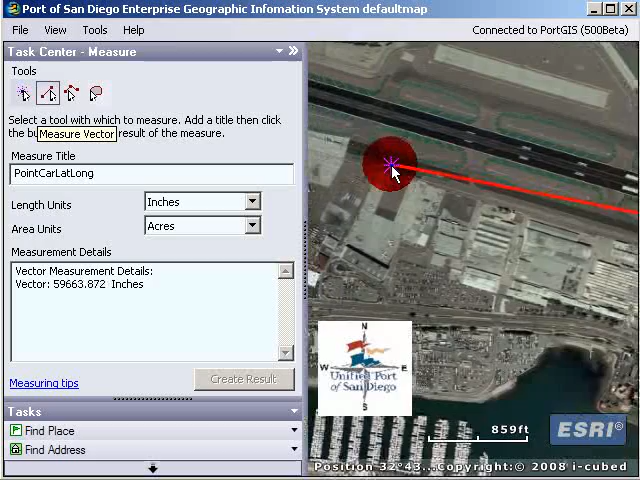 Port of San Diego Enterprise Geographic Infomation System defaultmap
File View Tools Help Connected to PortGIS (500Beta)
Task Center - Measure
Tools
Select a tool with which to measure. Add a title then click
the bu Measure Vector result of the measure.
Measure Title
PointCarLatLong
Length Units Inches
Area Units Acres
Measurement Details
Vector Measurement Details:
Vector: 59663.872 Inches
Measuring tips Create Result
Tasks
Find Place
Find Address
N
W E
Unified Port
of San Diego
S
859ft
ESRI
Position 32°43...Copyright:© 2008 i-cubed